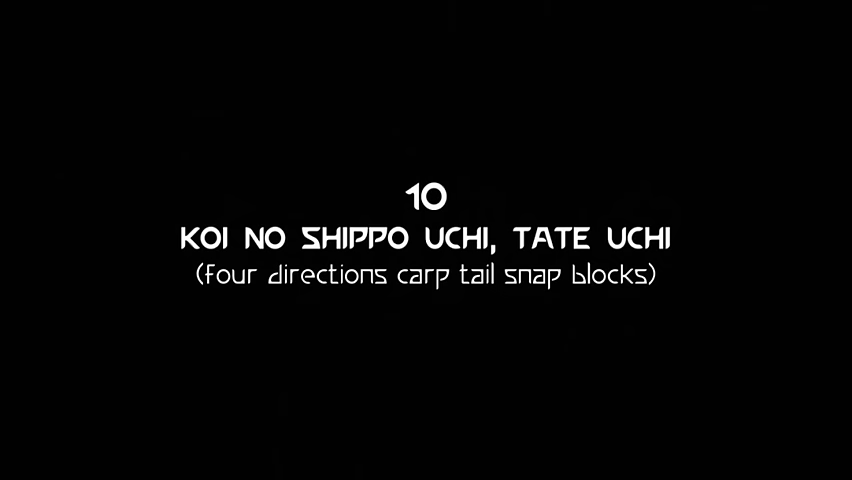 10
KOI NO SHIPPO UCHI, TATE UCHI
(four directions carp tail snap blocks)